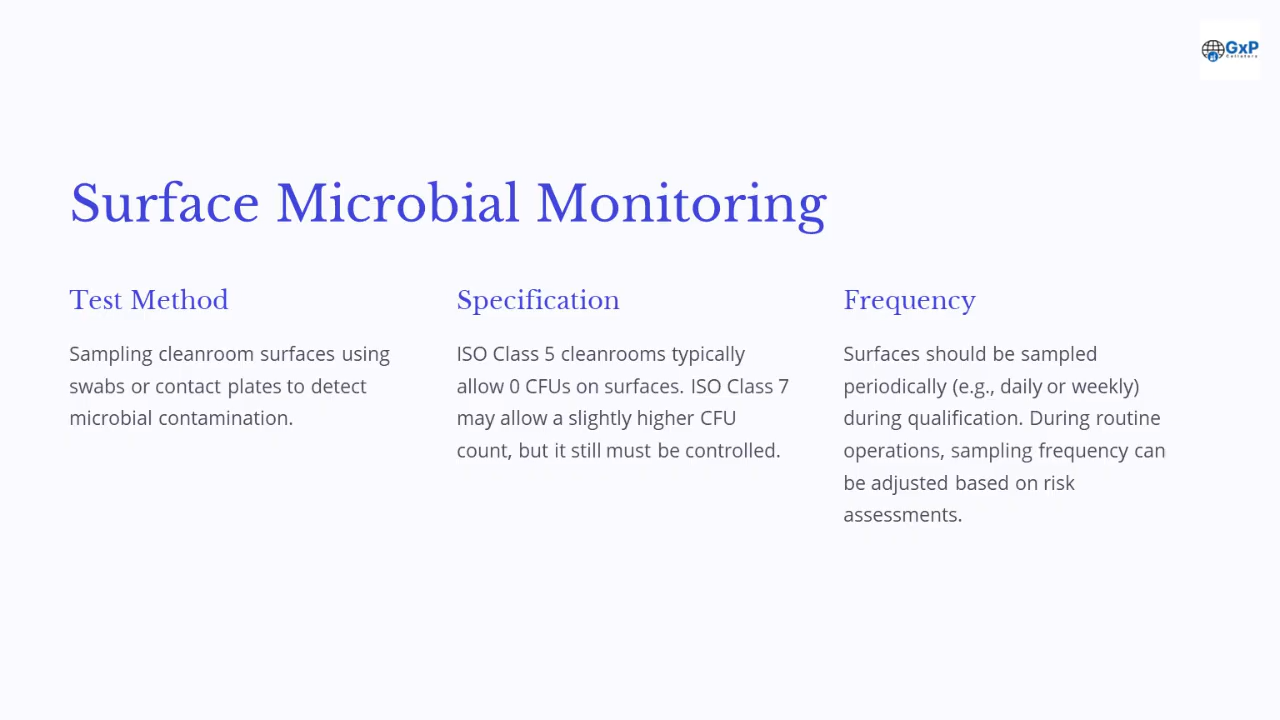 GxP
Surface Microbial Monitoring
Test Method
Sampling cleanroom surfaces using
swabs or contact plates to detect
microbial contamination.
Specification
ISO Class 5 cleanrooms typically
allow 0 CFUs on surfaces. ISO Class 7
may allow a slightly higher CFU
count, but it still must be controlled.
Frequency
Surfaces should be sampled
periodically (e.g., daily or weekly)
during qualification. During routine
operations, sampling frequency can
be adjusted based on risk
assessments.